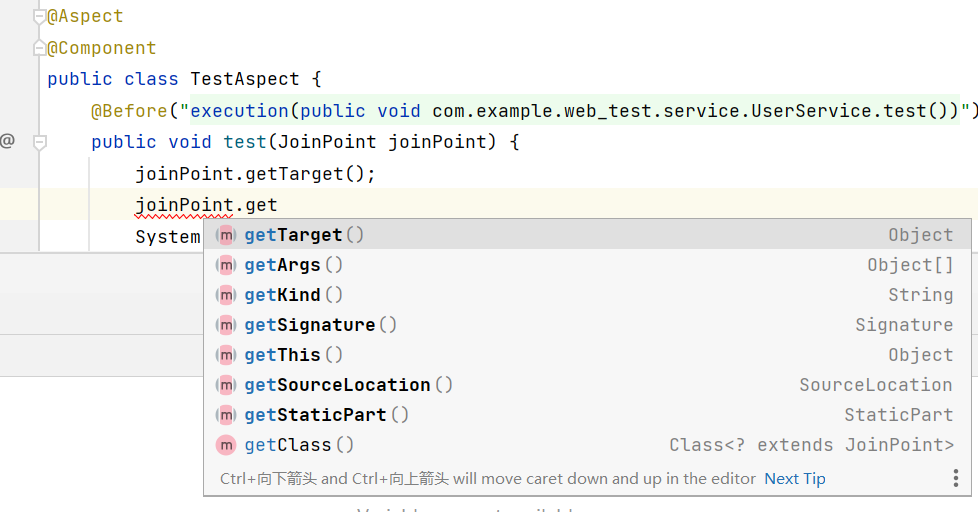 @Aspect
@Component
public class TestAspect {
@Before("execution(public void com.example.web_test.service.UserService.test())")
@ public void test(JoinPoint joinPoint) {
joinPoint.getTarget();
joinPoint.get
System
m getTarget() Object
m getArgs() Object[]
m getKind() String
m getSignature() Signature
m getThis() Object
m getSourceLocation() SourceLocation
m getStaticPart() StaticPart
m getClass() Class<? extends JoinPoint>
Ctrl+向下箭头 and Ctrl+向上箭头 will move caret down and up in the editor Next Tip